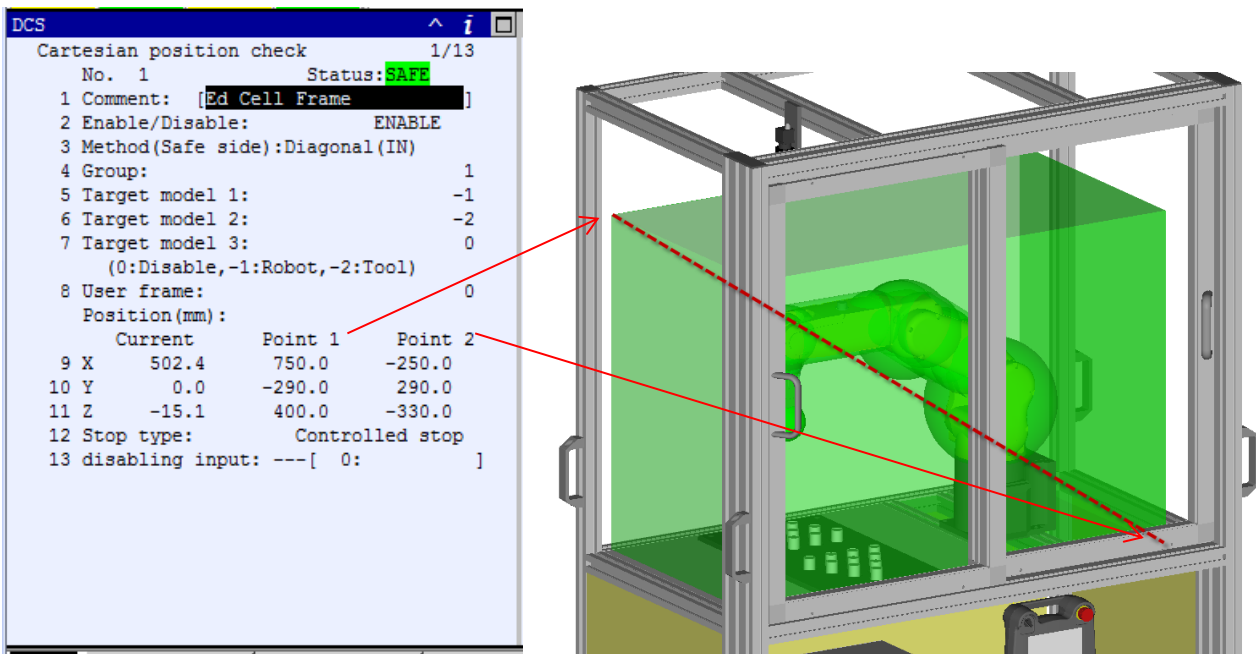 DCS ^ i
Cartesian position check 1/13
No. 1 Status:SAFE
1 Comment: [Ed Cell Frame ]
2 Enable/Disable: ENABLE
3 Method(Safe side):Diagonal(IN)
4 Group: 1
5 Target model 1: -1
6 Target model 2: -2
7 Target model 3: 0
(0:Disable,-1:Robot,-2:Tool)
8 User frame: 0
Position(mm):
Current Point 1 Point 2
9 X 502.4 750.0 -250.0
10 Y 0.0 -290.0 290.0
11 Z -15.1 400.0 -330.0
12 Stop type: Controlled stop
13 disabling input: ---[ 0: ]